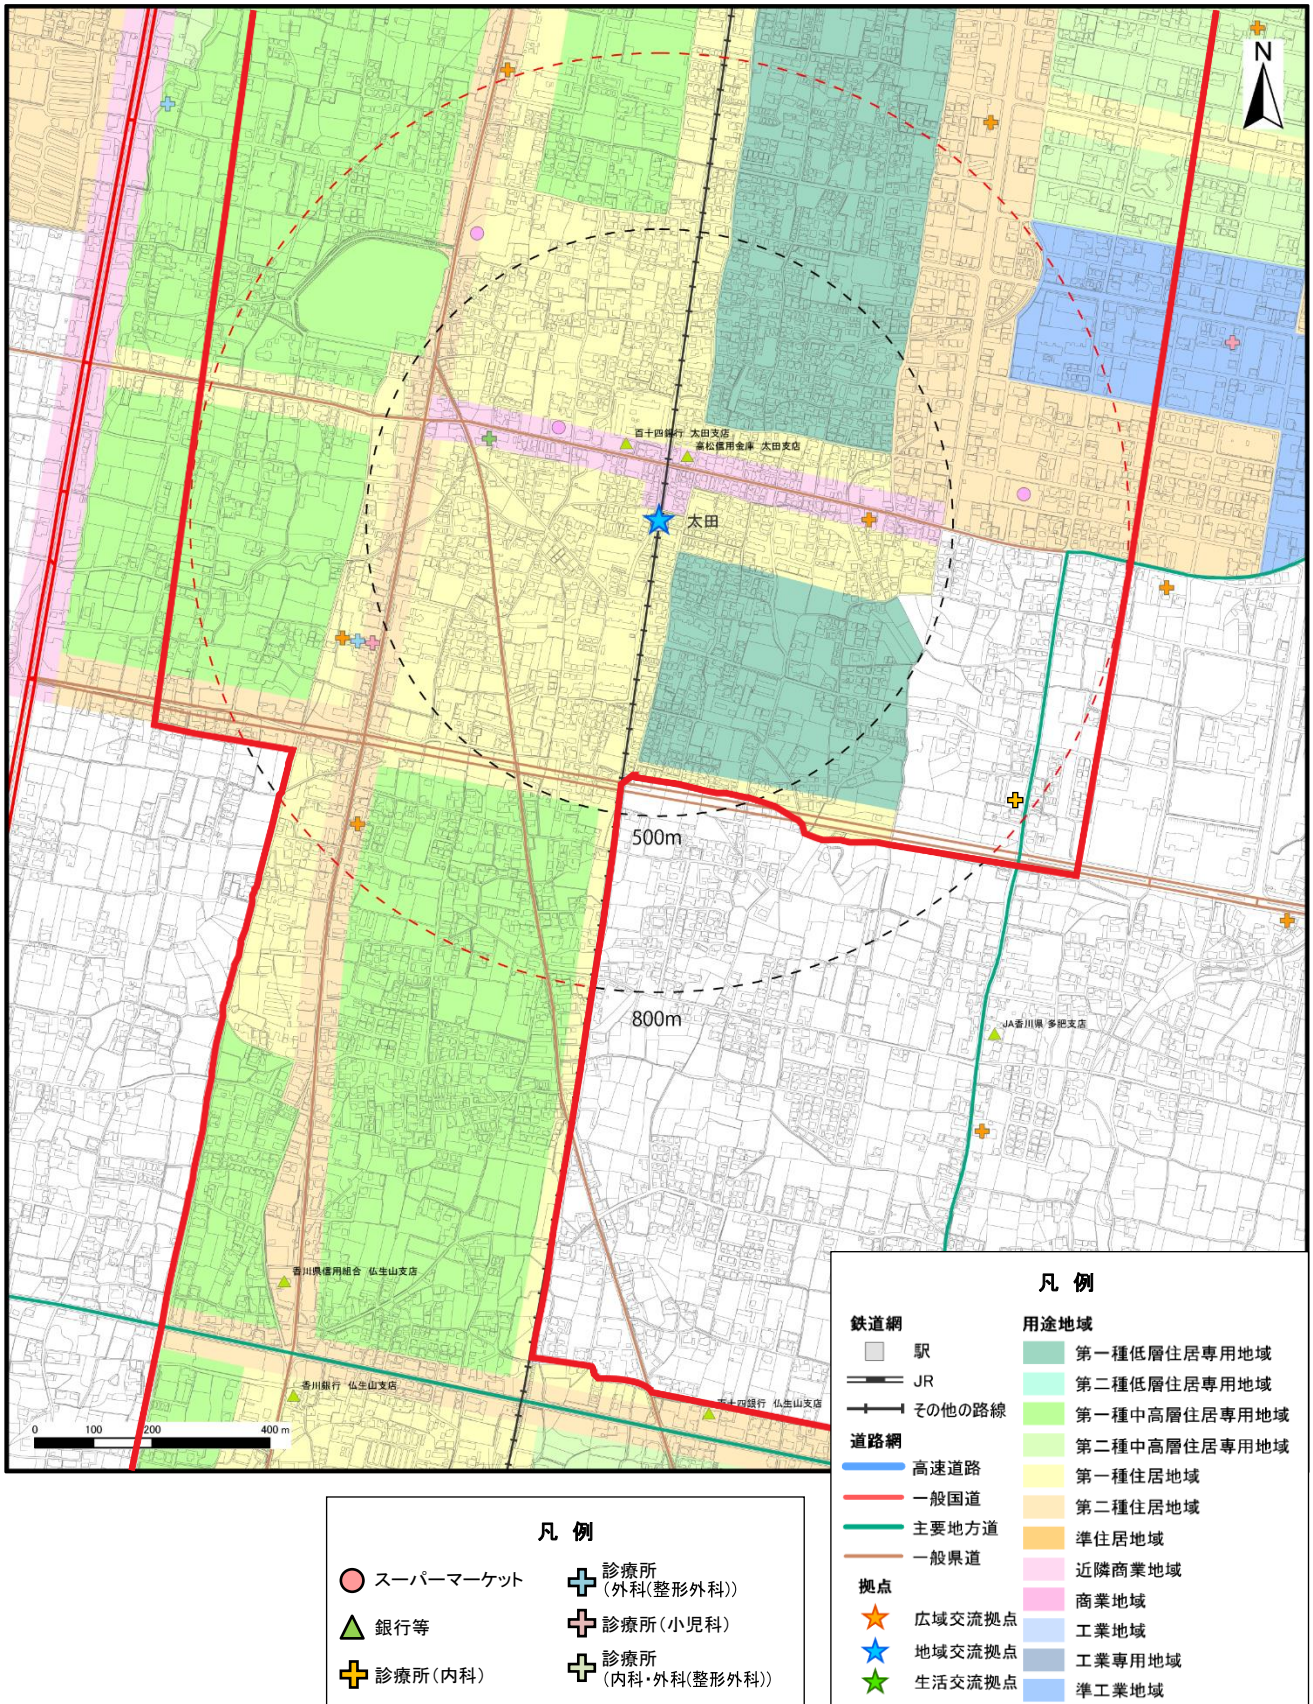 N
百十四銀行 太田支店
高松信用金庫 太田支店
太田
500m
800m
JA香川県 多肥支店
香川県信用組合 仏生山支店
香川銀行 仏生山支店
百十四銀行 仏生山支店
0 100 200 400 m
凡 例
鉄道網
駅
JR
その他の路線
道路網
高速道路
一般国道
主要地方道
一般県道
拠点
広域交流拠点
地域交流拠点
生活交流拠点
用途地域
第一種低層住居専用地域
第二種低層住居専用地域
第一種中高層住居専用地域
第二種中高層住居専用地域
第一種住居地域
第二種住居地域
準住居地域
近隣商業地域
商業地域
工業地域
工業専用地域
準工業地域
凡 例
スーパーマーケット
銀行等
診療所(内科)
診療所
(外科(整形外科))
診療所(小児科)
診療所
(内科・外科(整形外科))